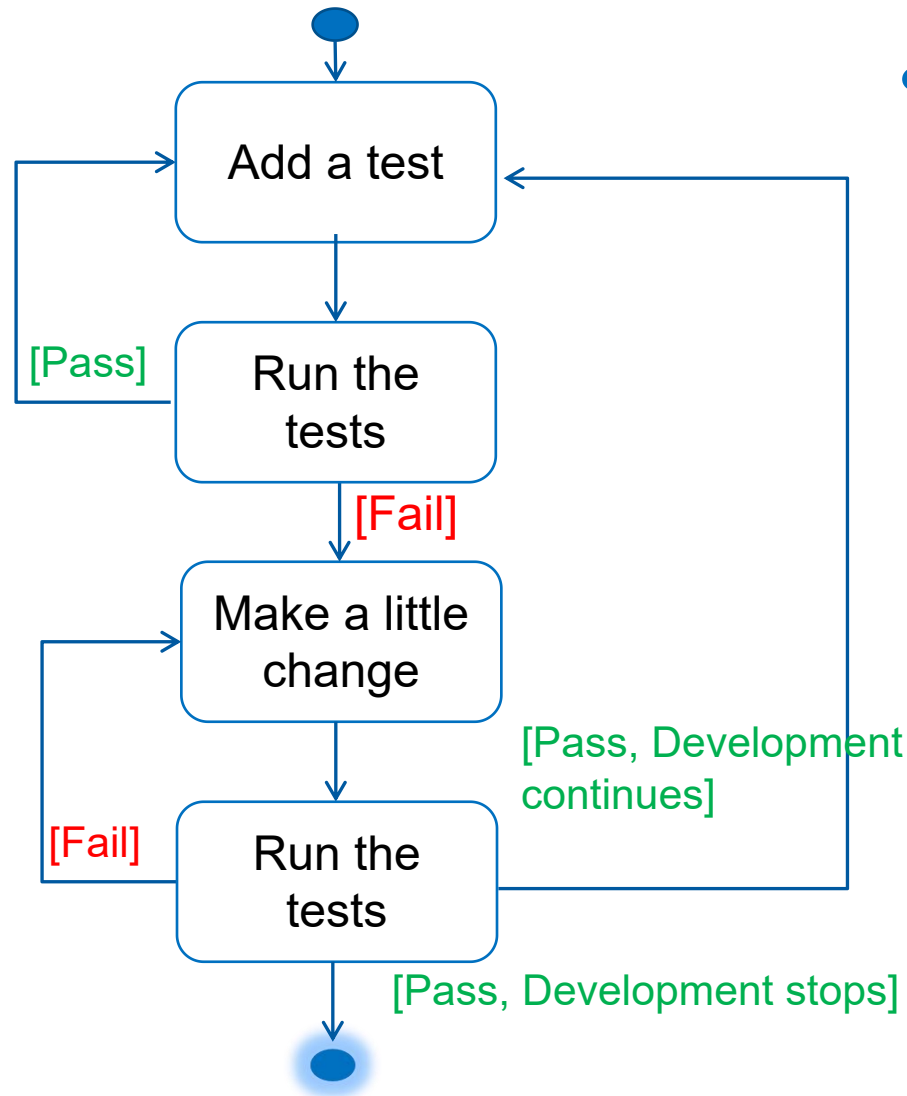 Add a test
[Pass]
Run the
tests
[Fail]
Make a little
change
[Pass, Development
continues]
[Fail]
Run the
tests
[Pass, Development stops]